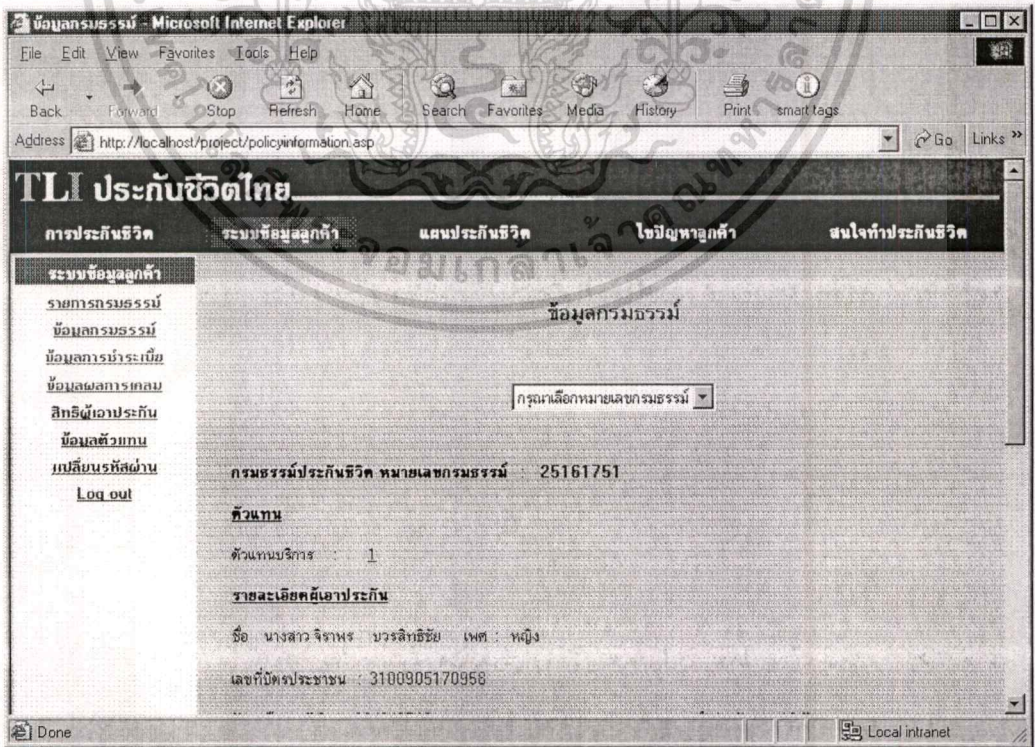 ข้อมูลกรมธรรม์ - Microsoft Internet Explorer
File Edit View Favorites Tools Help
Back Forward Stop Refresh Home Search Favorites Media History Print smart tags
Address http://localhost/project/policyinformation.asp Go Links »
TLI ประกันชีวิตไทย
การประกันชีวิต ระบบข้อมูลลูกค้า แผนประกันชีวิต ไขปัญหาลูกค้า สนใจทำประกันชีวิต
ระบบข้อมูลลูกค้า
รายการกรมธรรม์
ข้อมูลกรมธรรม์
ข้อมูลการชำระเบี้ย
ข้อมูลผลการเคลม
สิทธิผู้เอาประกัน
ข้อมูลตัวแทน
เปลี่ยนรหัสผ่าน
Log out
ข้อมูลกรมธรรม์
กรุณาเลือกหมายเลขกรมธรรม์
กรมธรรม์ประกันชีวิต หมายเลขกรมธรรม์ : 25161751
ตัวแทน
ตัวแทนบริการ : 1
รายละเอียดผู้เอาประกัน
ชื่อ นางสาว จิราพร บวรสิทธิชัย เพศ : หญิง
เลขที่บัตรประชาชน : 3100905170958
Done Local intranet